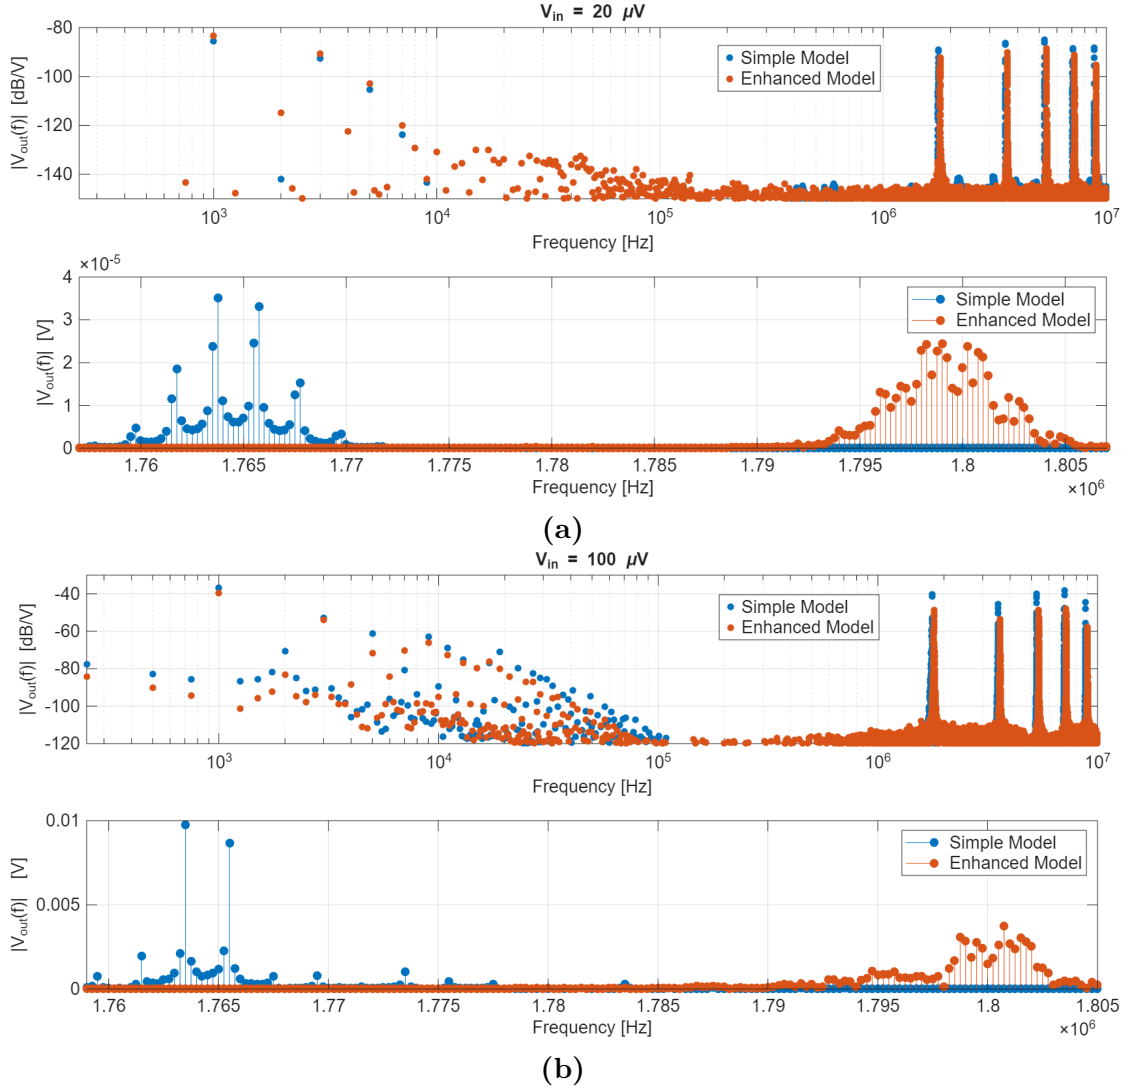 V_in = 20 μV
|V_out(f)| [dB/V]
-80
-100
-120
-140
Simple Model
Enhanced Model
10^3
10^4
10^5
10^6
10^7
Frequency [Hz]
×10^-5
|V_out(f)| [V]
4
3
2
1
0
Simple Model
Enhanced Model
1.76
1.765
1.77
1.775
1.78
1.785
1.79
1.795
1.8
1.805
Frequency [Hz]
×10^6
(a)
V_in = 100 μV
|V_out(f)| [dB/V]
-40
-60
-80
-100
-120
Simple Model
Enhanced Model
10^3
10^4
10^5
10^6
10^7
Frequency [Hz]
|V_out(f)| [V]
0.01
0.005
0
Simple Model
Enhanced Model
1.76
1.765
1.77
1.775
1.78
1.785
1.79
1.795
1.8
1.805
Frequency [Hz]
×10^6
(b)